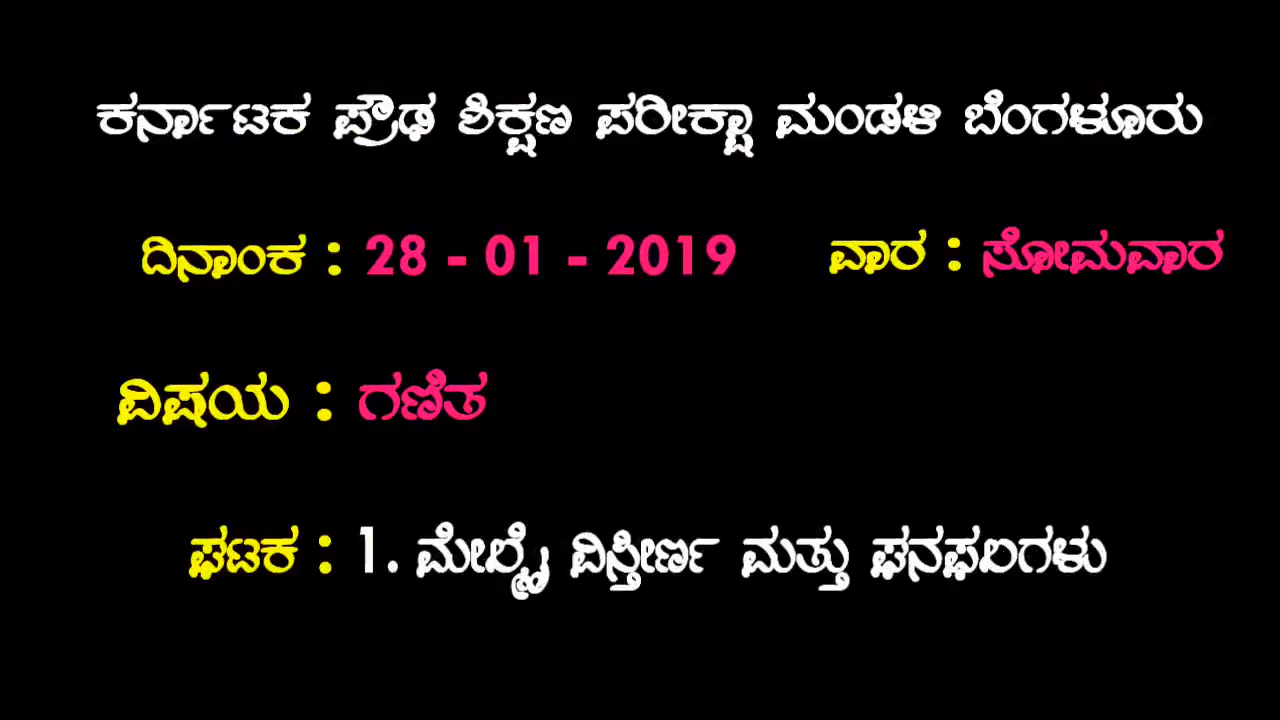 ಕರ್ನಾಟಕ ಪ್ರೌಢ ಶಿಕ್ಷಣ ಪರೀಕ್ಷಾ ಮಂಡಳಿ ಬೆಂಗಳೂರು
ದಿನಾಂಕ : 28 - 01 - 2019 ವಾರ : ಸೋಮವಾರ
ವಿಷಯ : ಗಣಿತ
ಘಟಕ : 1. ಮೇಲ್ಮೈ ವಿಸ್ತೀರ್ಣ ಮತ್ತು ಘನಫಲಗಳು